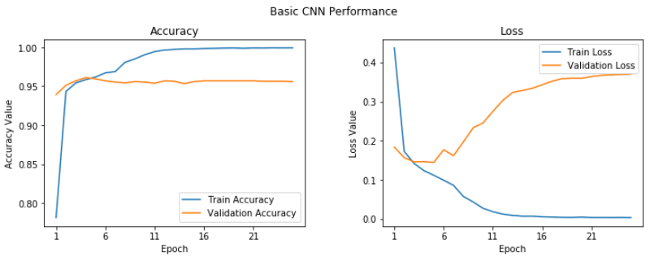 Basic CNN Performance
Accuracy
Accuracy Value
1.00
0.95
0.90
0.85
0.80
Train Accuracy
Validation Accuracy
1 6 11 16 21
Epoch
Loss
Loss Value
0.4
0.3
0.2
0.1
0.0
Train Loss
Validation Loss
1 6 11 16 21
Epoch